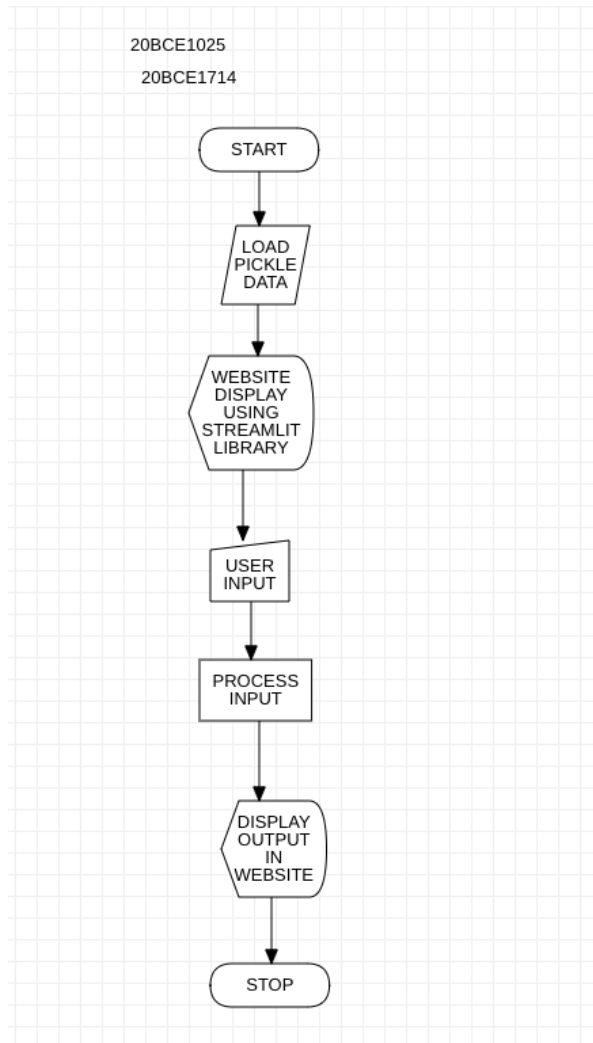 20BCE1025
20BCE1714
START
LOAD
PICKLE
DATA
WEBSITE
DISPLAY
USING
STREAMLIT
LIBRARY
USER
INPUT
PROCESS
INPUT
DISPLAY
OUTPUT
IN
WEBSITE
STOP